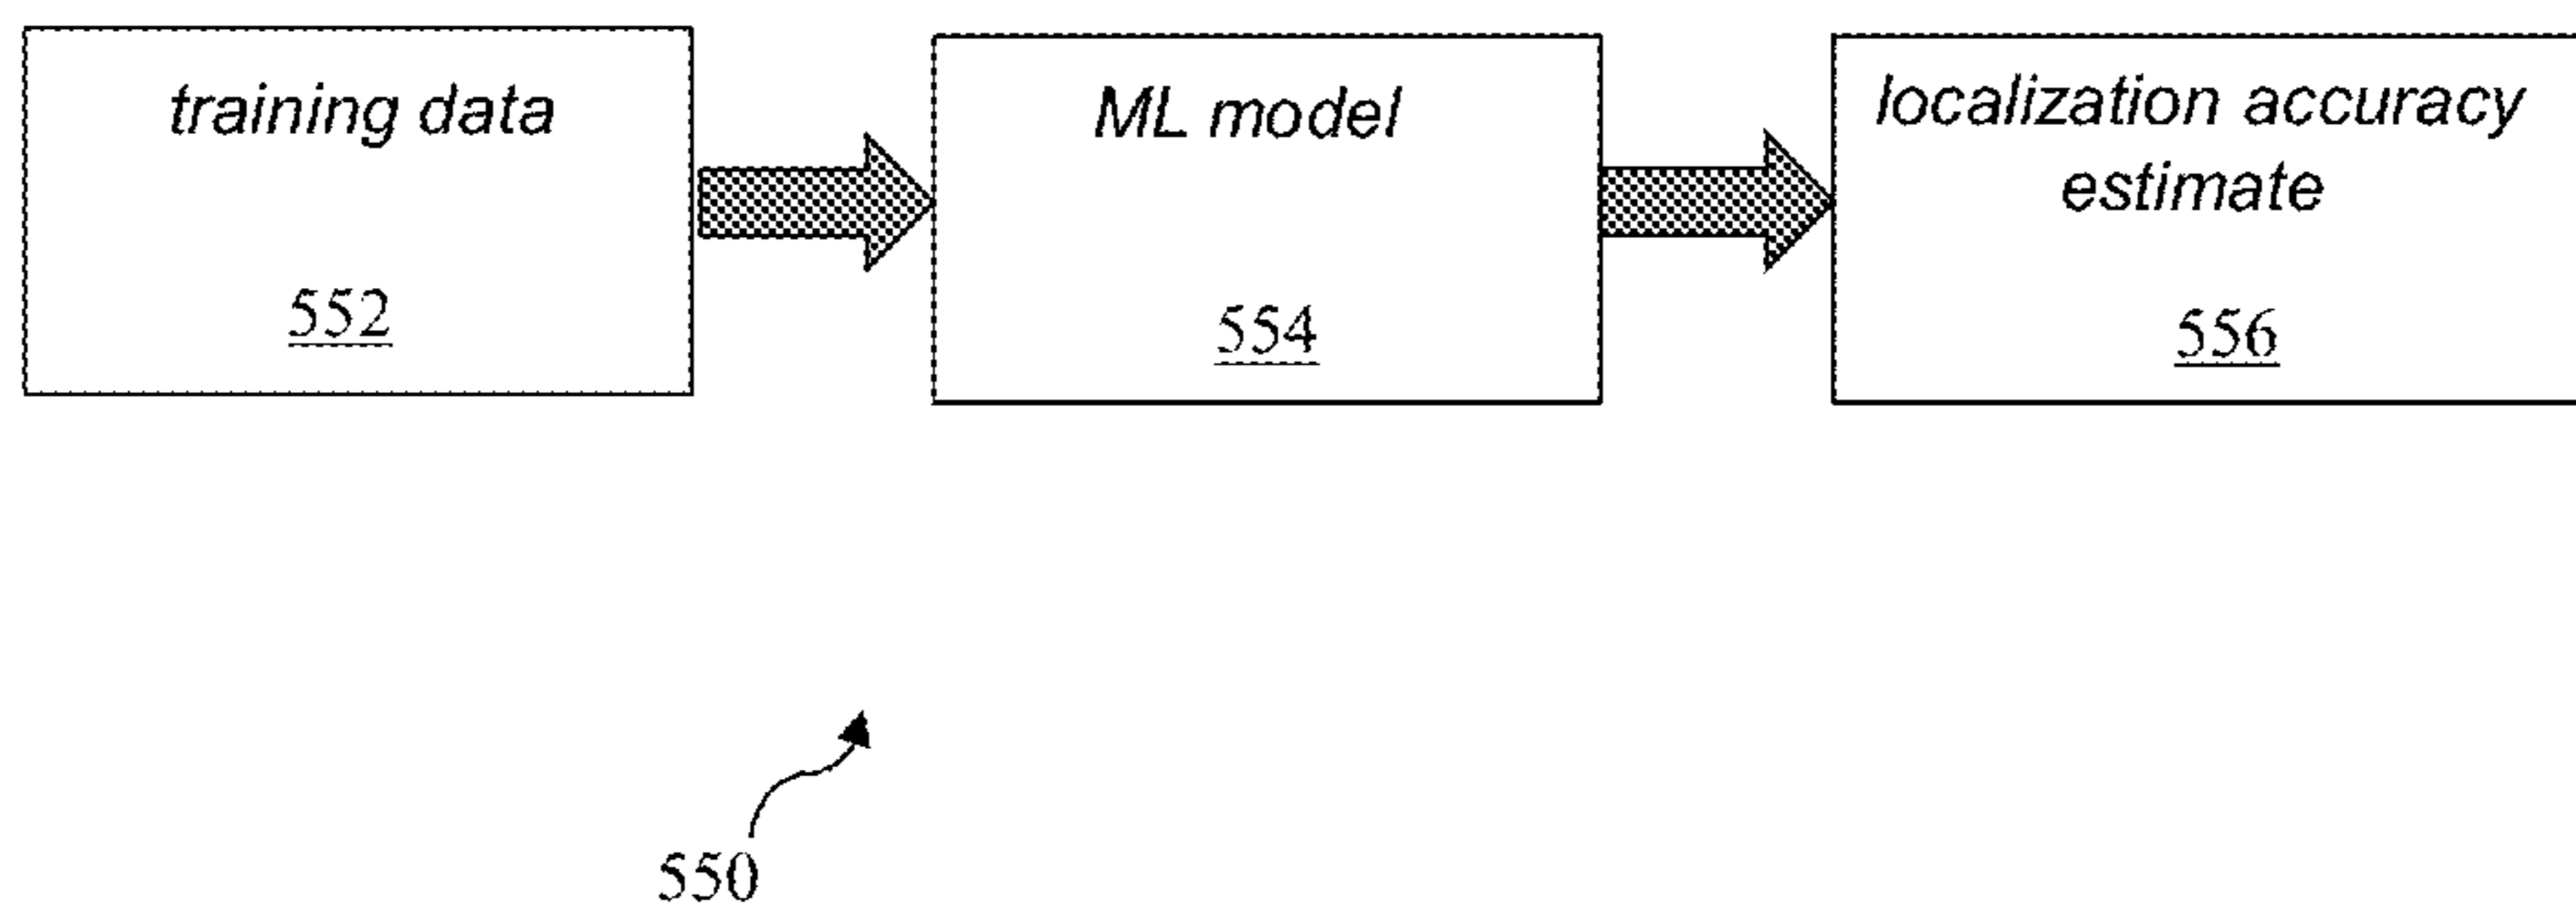 training data
552
ML model
554
localization accuracy
estimate
556
550